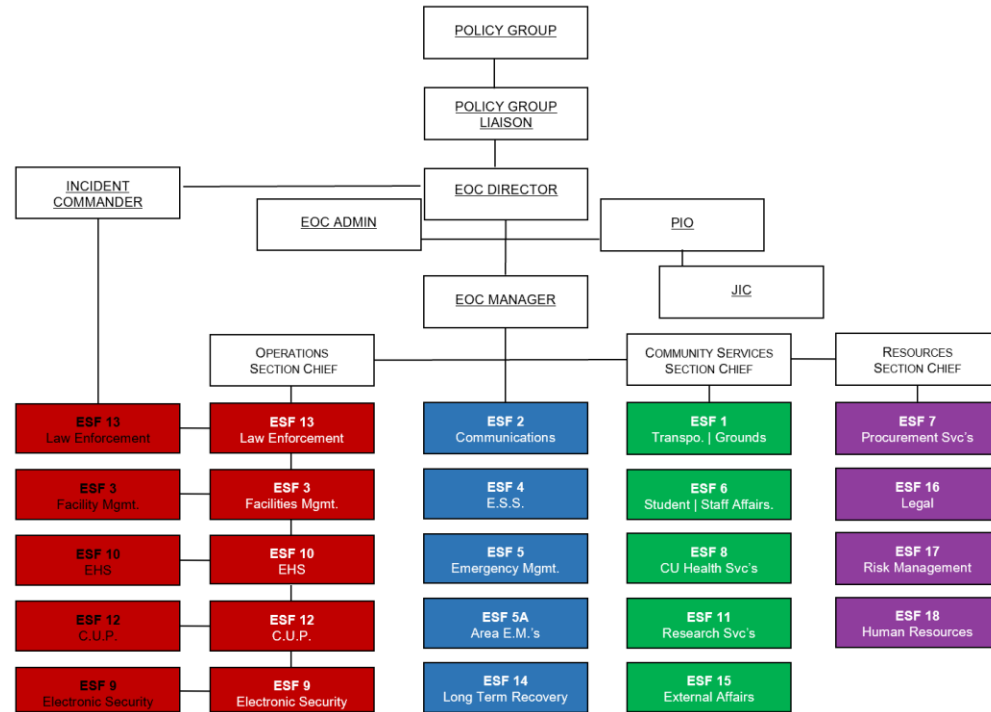 POLICY GROUP
POLICY GROUP
LIAISON
INCIDENT
COMMANDER
EOC DIRECTOR
EOC ADMIN
PIO
JIC
EOC MANAGER
OPERATIONS
SECTION CHIEF
COMMUNITY SERVICES
SECTION CHIEF
RESOURCES
SECTION CHIEF
ESF 13
Law Enforcement
ESF 13
Law Enforcement
ESF 2
Communications
ESF 1
Transpo. | Grounds
ESF 7
Procurement Svc's
ESF 3
Facility Mgmt.
ESF 3
Facilities Mgmt.
ESF 4
E.S.S.
ESF 6
Student | Staff Affairs.
ESF 16
Legal
ESF 10
EHS
ESF 10
EHS
ESF 5
Emergency Mgmt.
ESF 8
CU Health Svc's
ESF 17
Risk Management
ESF 12
C.U.P.
ESF 12
C.U.P.
ESF 5A
Area E.M.'s
ESF 11
Research Svc's
ESF 18
Human Resources
ESF 9
Electronic Security
ESF 9
Electronic Security
ESF 14
Long Term Recovery
ESF 15
External Affairs